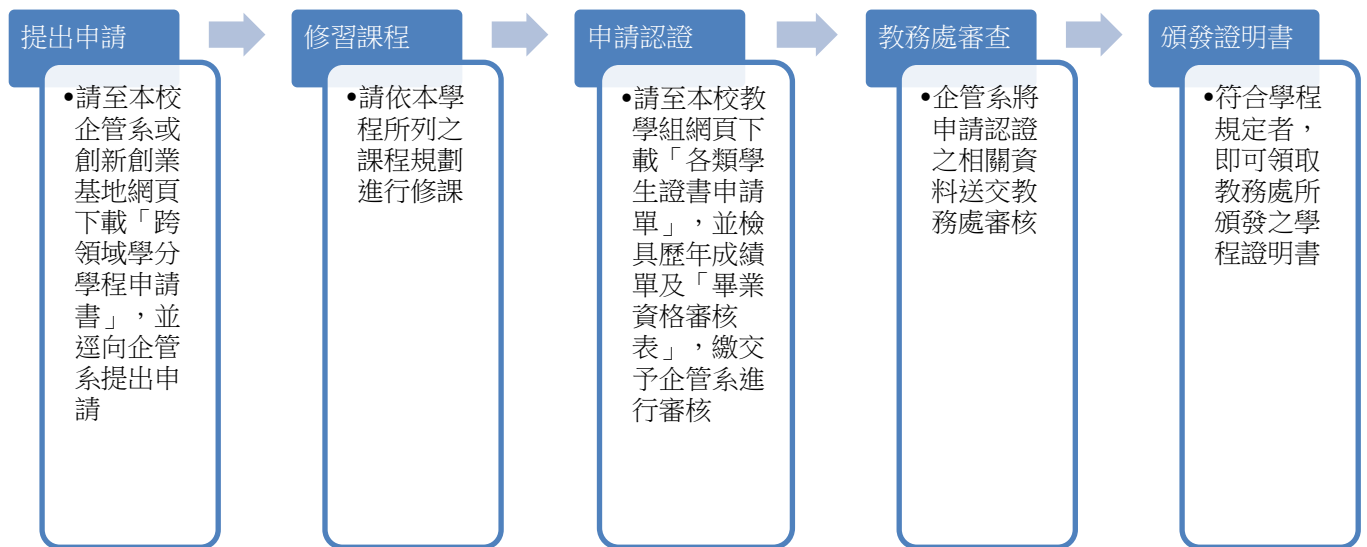 提出申請
•請至本校
企管系或
創新創業
基地網頁
下載「跨
領域學分
學程申請
書」，並
逕向企管
系提出申
請
修習課程
•請依本學
程所列之
課程規劃
進行修課
申請認證
•請至本校教
學組網頁下
載「各類學
生證書申請
單」，並檢
具歷年成績
單及「畢業
資格審核
表」，繳交
予企管系進
行審核
教務處審查
•企管系將
申請認證
之相關資
料送交教
務處審核
頒發證明書
•符合學程
規定者，
即可領取
教務處所
頒發之學
程證明書